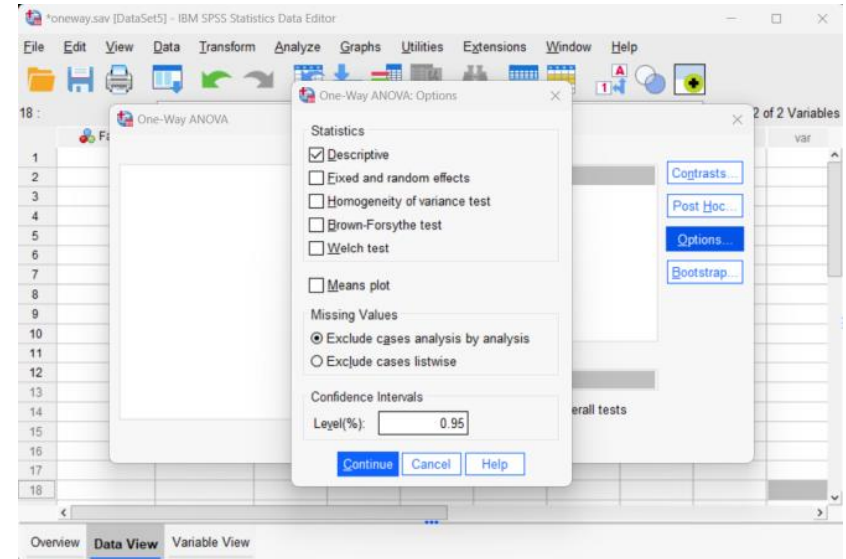 *oneway.sav [DataSet5] - IBM SPSS Statistics Data Editor
File Edit View Data Transform Analyze Graphs Utilities Extensions Window Help
18 :
2 of 2 Variables
var
One-Way ANOVA
One-Way ANOVA: Options
Statistics
Descriptive
Fixed and random effects
Homogeneity of variance test
Brown-Forsythe test
Welch test
Means plot
Missing Values
Exclude cases analysis by analysis
Exclude cases listwise
Confidence Intervals
Level(%): 0.95
Continue Cancel Help
Contrasts...
Post Hoc...
Options...
Bootstrap...
erall tests
1
2
3
4
5
6
7
8
9
10
11
12
13
14
15
16
17
18
Overview Data View Variable View